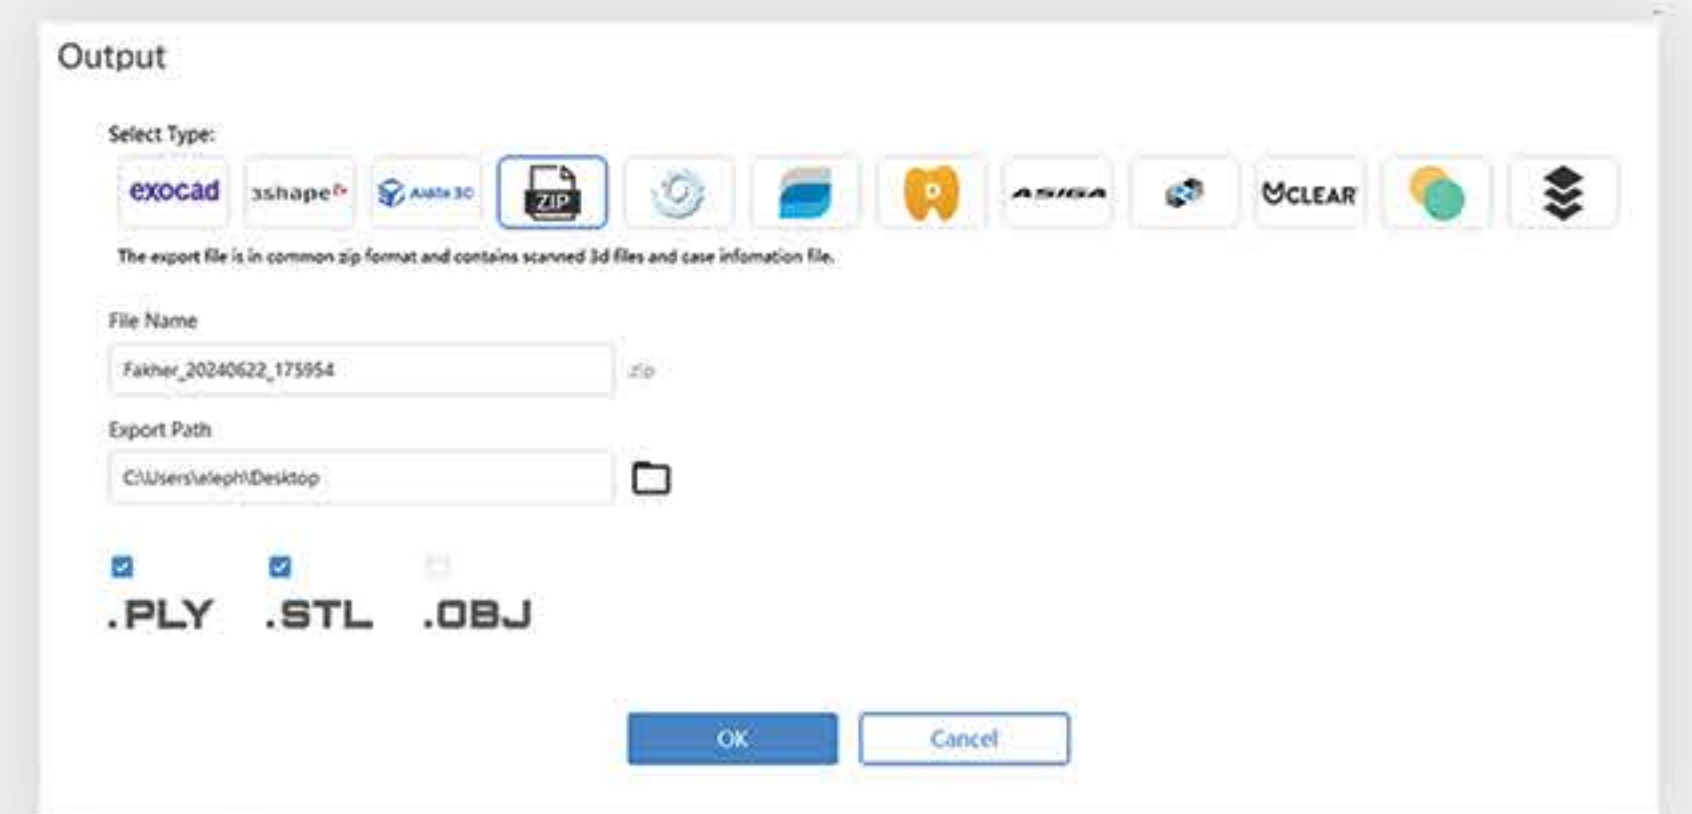 Output
Select Type:
exocad 3shape ZIP ASIGA CLEAR
The export file is in common zip format and contains scanned 3d files and case infomation file.
File Name
Fakher_20240622_175954 zip
Export Path
C:\Users\aleph\Desktop
.PLY .STL .OBJ
OK Cancel